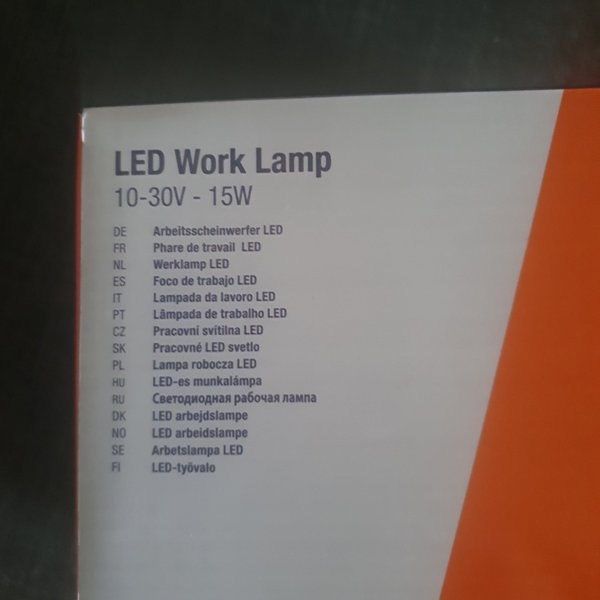 LED Work Lamp
10-30V - 15W
DE Arbeitsscheinwerfer LED
FR Phare de travail LED
NL Werklamp LED
ES Foco de trabajo LED
IT Lampada da lavoro LED
PT Lâmpada de trabalho LED
CZ Pracovní svítilna LED
SK Pracovné LED svetlo
PL Lampa robocza LED
HU LED-es munkalámpa
RU Светодиодная рабочая лампа
DK LED arbejdslampe
NO LED arbeidslampe
SE Arbetslampa LED
FI LED-työvalo